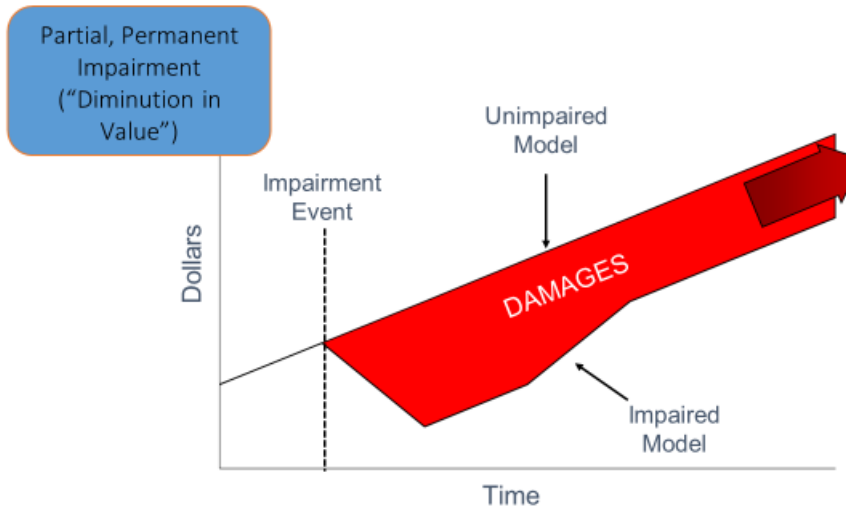 Partial, Permanent
Impairment
(“Diminution in
Value”)
Unimpaired
Model
Impairment
Event
Dollars
DAMAGES
Impaired
Model
Time